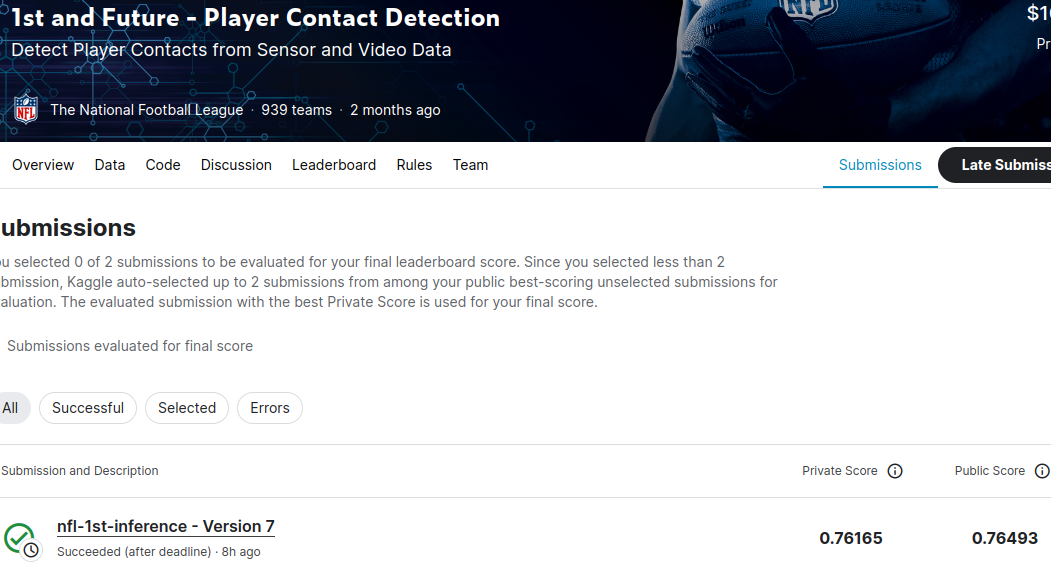 1st and Future - Player Contact Detection
$1
Detect Player Contacts from Sensor and Video Data
Pr
NFL
The National Football League · 939 teams · 2 months ago
Overview Data Code Discussion Leaderboard Rules Team Submissions Late Submiss
ubmissions
ou selected 0 of 2 submissions to be evaluated for your final leaderboard score. Since you selected less than 2
bmission, Kaggle auto-selected up to 2 submissions from among your public best-scoring unselected submissions for
aluation. The evaluated submission with the best Private Score is used for your final score.
Submissions evaluated for final score
All Successful Selected Errors
Submission and Description Private Score Public Score
nfl-1st-inference - Version 7
Succeeded (after deadline) · 8h ago
0.76165 0.76493